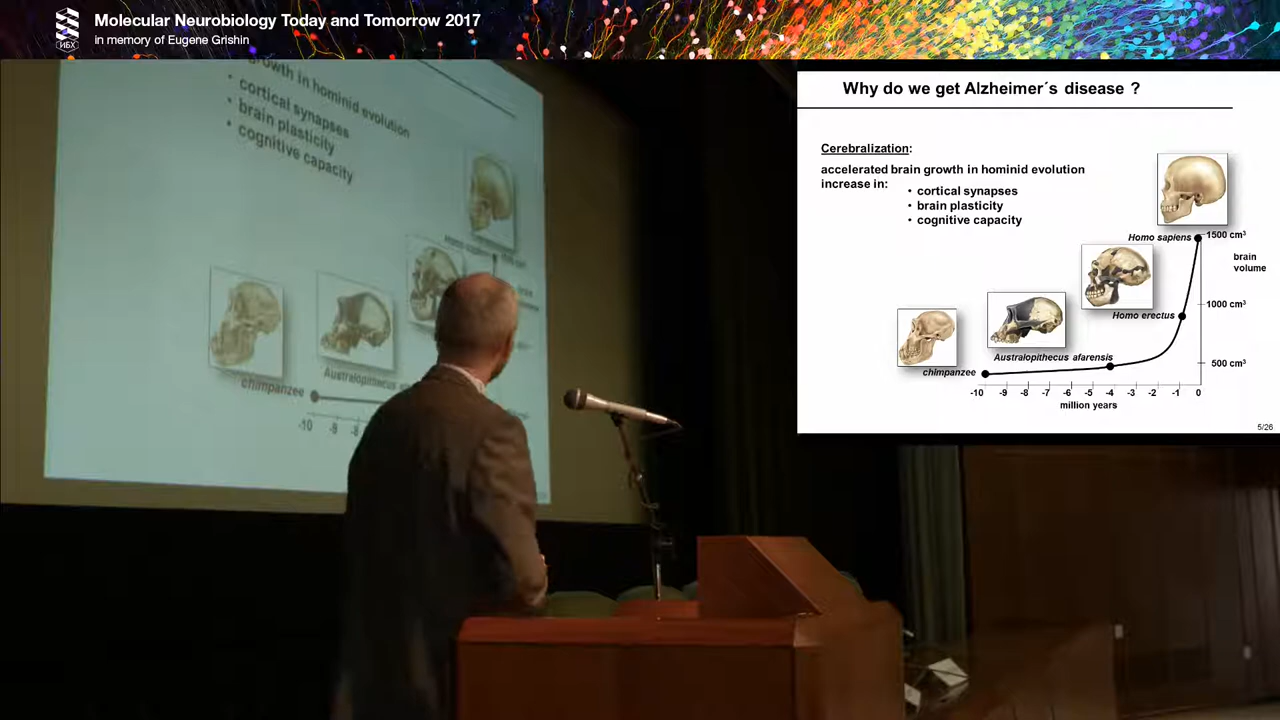 Molecular Neurobiology Today and Tomorrow 2017
in memory of Eugene Grishin
ИБХ
growth in hominid evolution
• cortical synapses
• brain plasticity
• cognitive capacity
chimpanzee
Australopithecus
-10 -9 -8
Why do we get Alzheimer´s disease ?
Cerebralization:
accelerated brain growth in hominid evolution
increase in:
• cortical synapses
• brain plasticity
• cognitive capacity
Homo sapiens
1500 cm³
brain
volume
1000 cm³
Homo erectus
Australopithecus afarensis
500 cm³
chimpanzee
-10 -9 -8 -7 -6 -5 -4 -3 -2 -1 0
million years
5/26